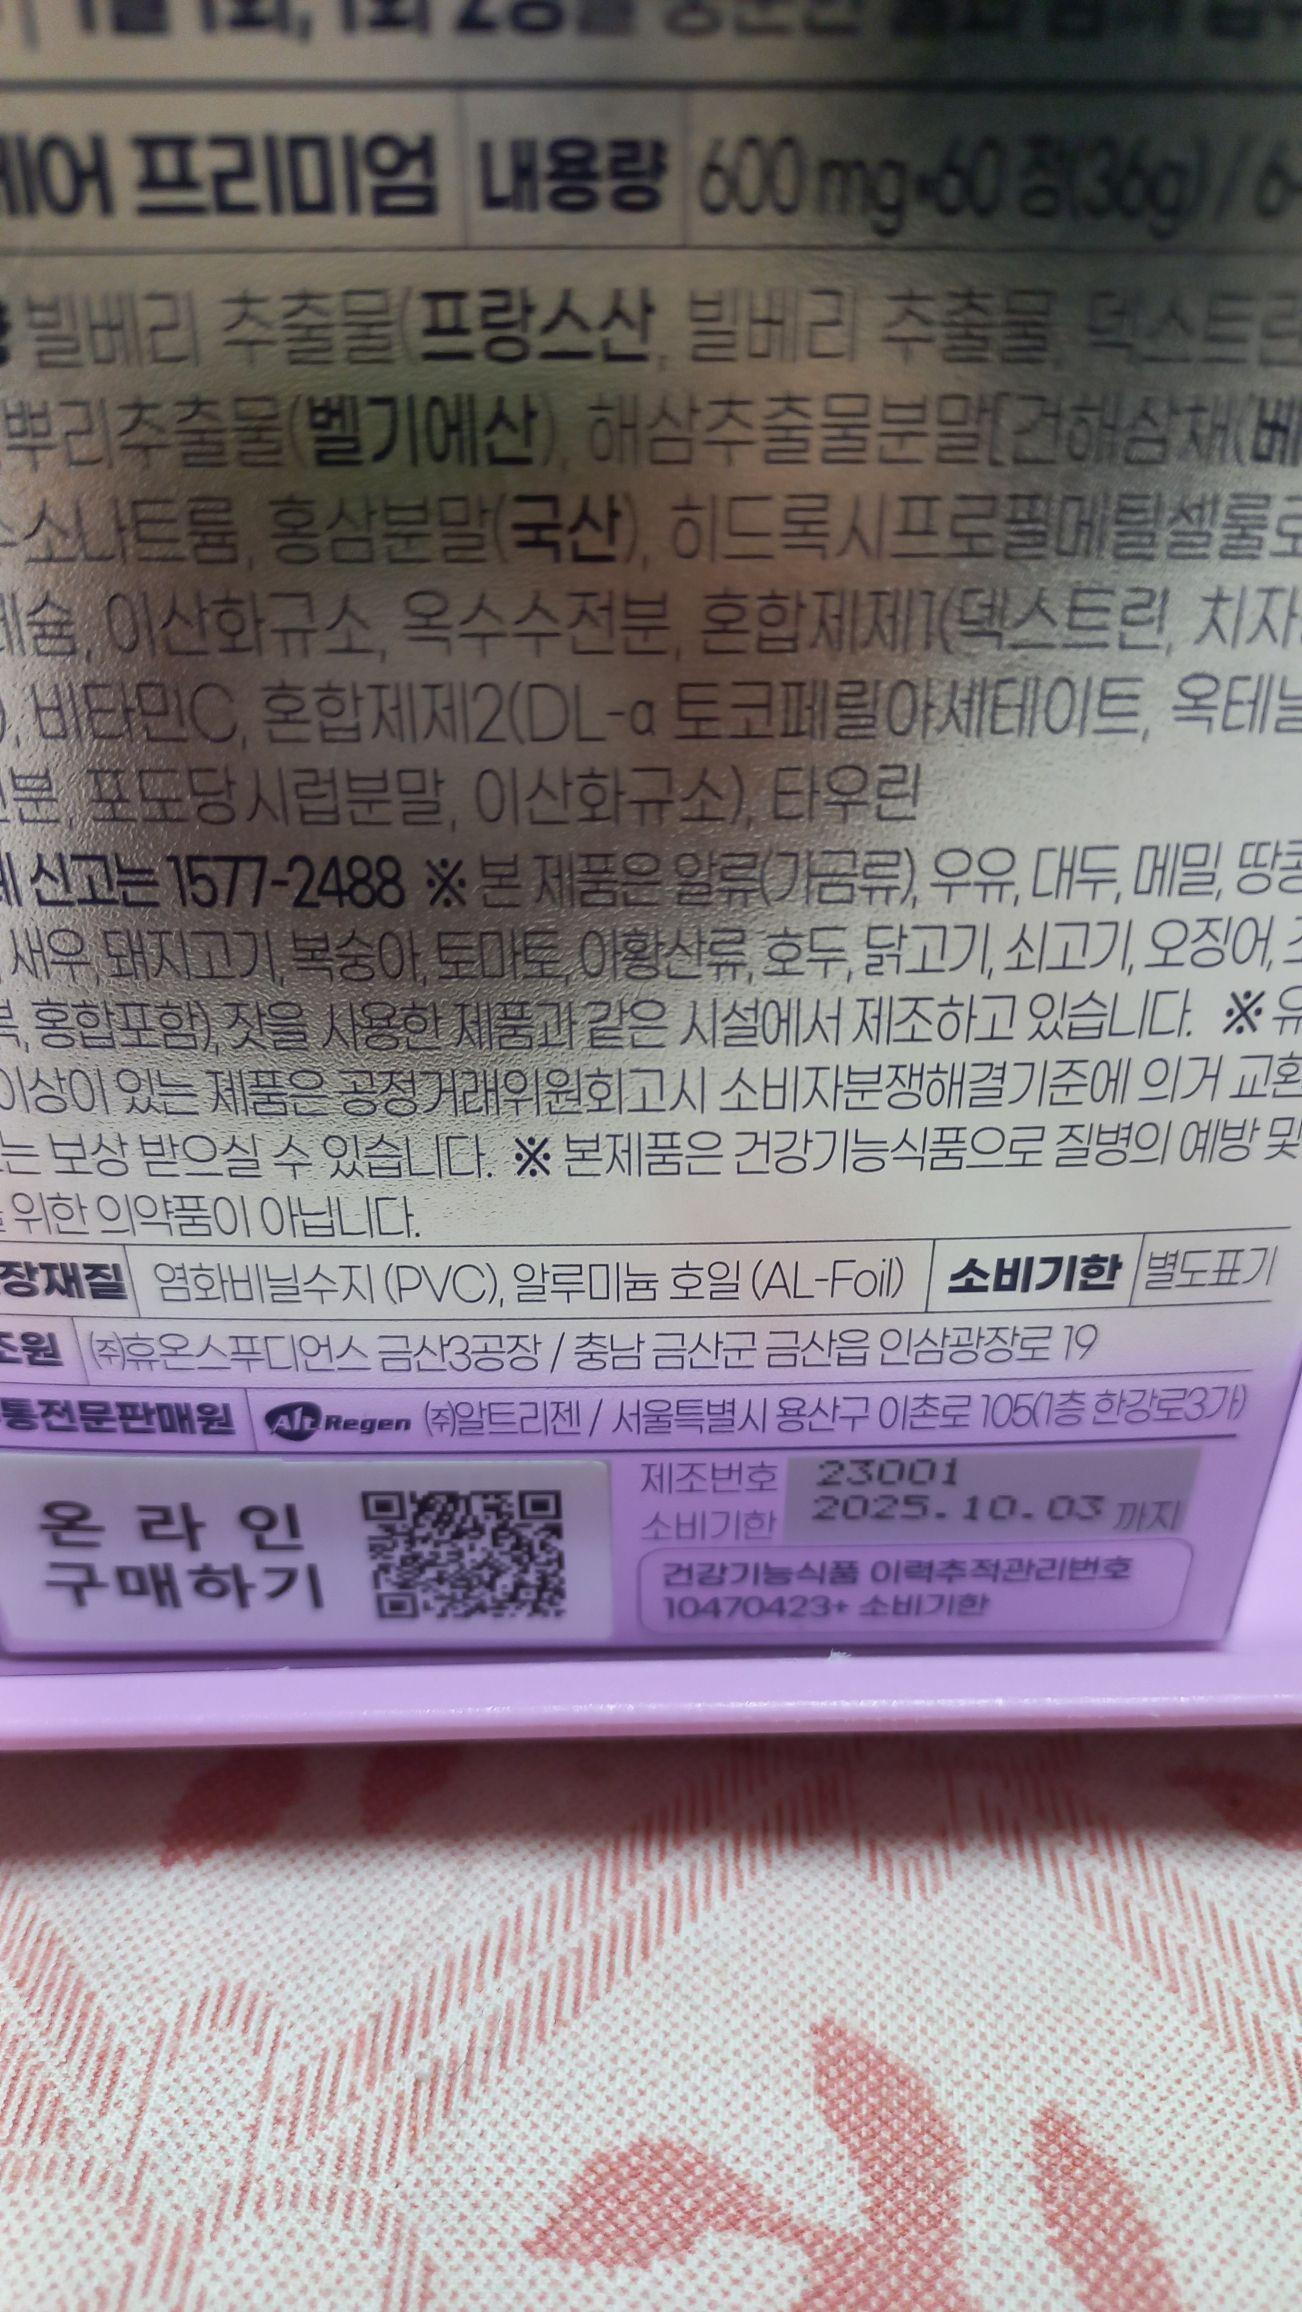 케어 프리미엄 내용량 600 mg×60 정(36g) /
빌베리 추출물(프랑스산, 빌베리 추출물, 덱스트린
뿌리추출물(벨기에산), 해삼추출물분말[건해삼채(베
소나트륨, 홍삼분말(국산), 히드록시프로필메틸셀룰로
네슘, 이산화규소, 옥수수전분, 혼합제제1(덱스트린, 치자
), 비타민C, 혼합제제2(DL-α 토코페릴아세테이트, 옥테닐
분, 포도당시럽분말, 이산화규소), 타우린
신고는 1577-2488 ※ 본 제품은 알류(가금류), 우유, 대두, 메밀, 땅콩
새우, 돼지고기, 복숭아, 토마토, 아황산류, 호두, 닭고기, 쇠고기, 오징어,
홍합포함), 잣을 사용한 제품과 같은 시설에서 제조하고 있습니다. ※ 유
이상이 있는 제품은 공정거래위원회고시 소비자분쟁해결기준에 의거 교환
는 보상 받으실 수 있습니다. ※ 본제품은 건강기능식품으로 질병의 예방 및
위한 의약품이 아닙니다.
장재질 염화비닐수지 (PVC), 알루미늄 호일 (AL-Foil) 소비기한 별도표기
조원 ㈜휴온스푸디언스 금산3공장 / 충남 금산군 금산읍 인삼광장로 19
통전문판매원 Alt Regen ㈜알트리젠 / 서울특별시 용산구 이촌로 105(1층 한강로3가)
온라인
구매하기
제조번호 23001
소비기한 2025.10.03 까지
건강기능식품 이력추적관리번호
10470423+ 소비기한